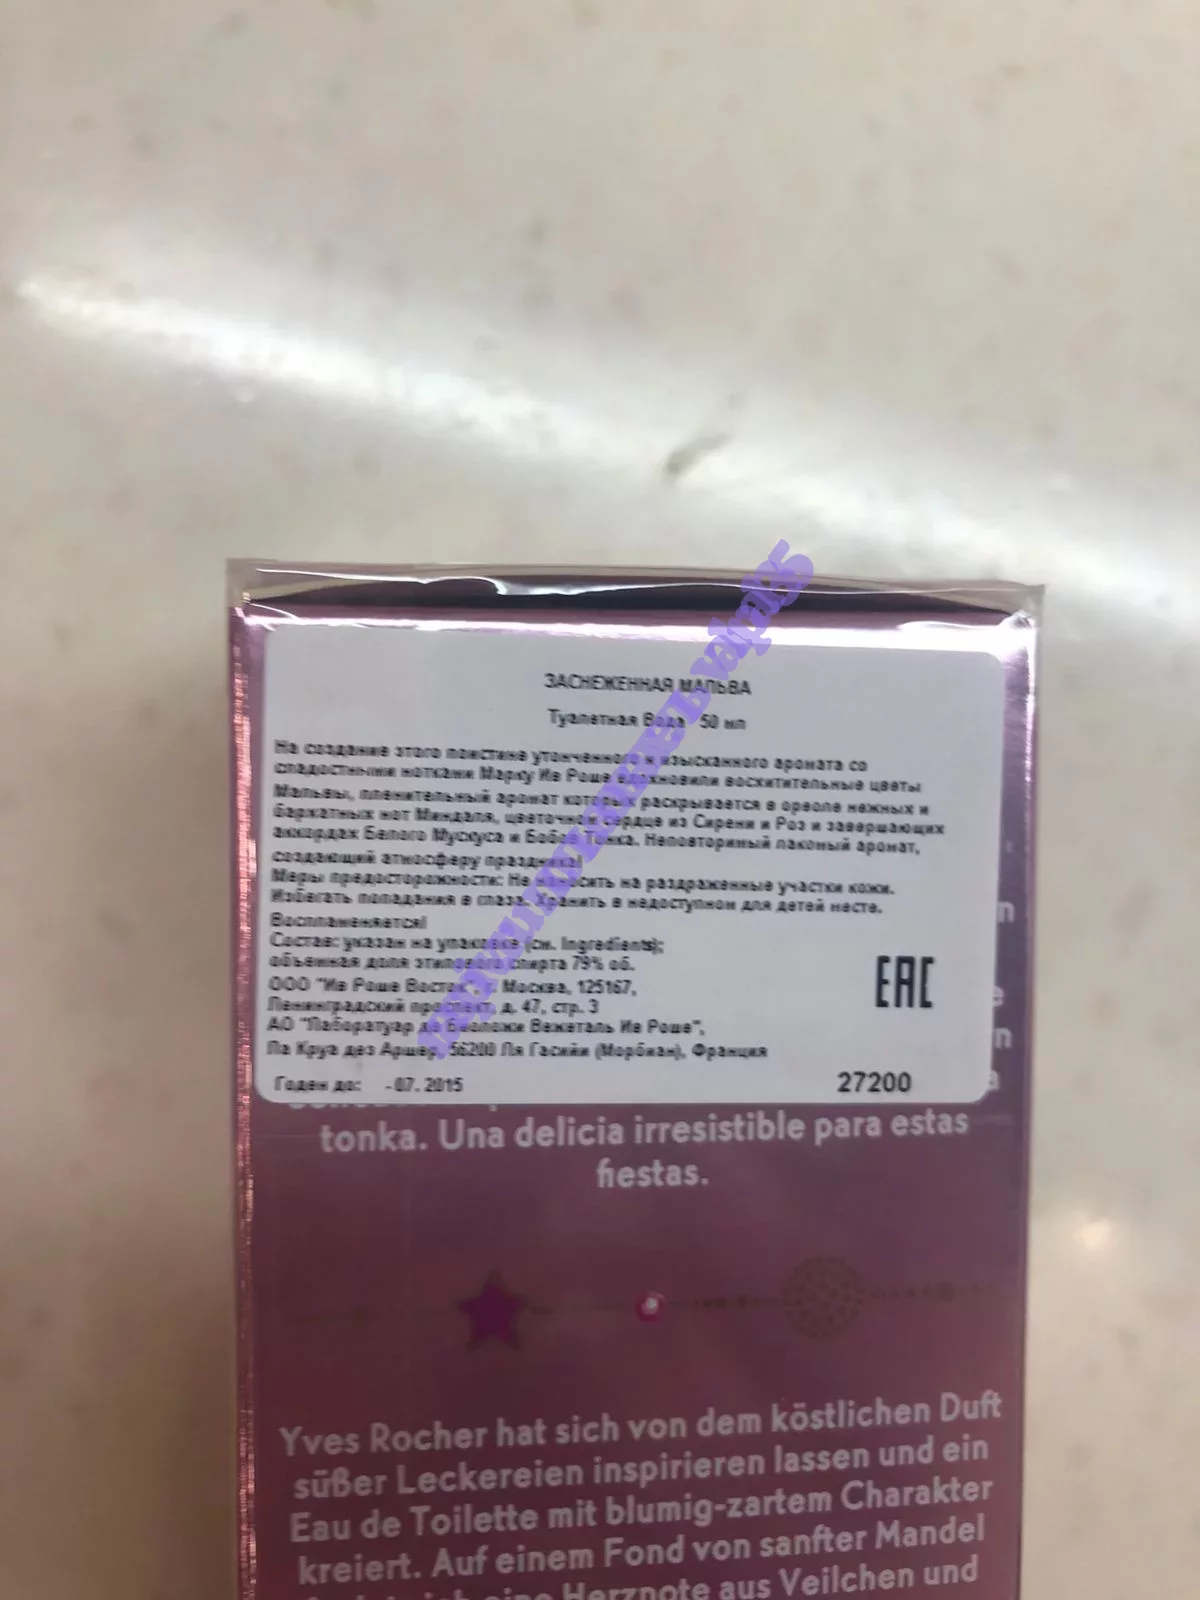 ЗАСНЕЖЕННАЯ МАЛЬВА
Туалетная Вода 50 мл
На создание этого поистине утонченного и изысканного аромата со
сладостными нотками Марку Ив Роше вдохновили восхитительные цветы
Мальвы, пленительный аромат которых раскрывается в ореоле нежных и
бархатных нот Миндаля, цветочном сердце из Сирени и Роз и завершающих
аккордах Белого Мускуса и Бобов Тонка. Неповторимый лакомый аромат,
создающий атмосферу праздника!
Меры предосторожности: Не наносить на раздраженные участки кожи.
Избегать попадания в глаза. Хранить в недоступном для детей месте.
Воспламеняется!
Состав: указан на упаковке (см. Ingredients);
объемная доля этилового спирта 79% об.
ООО "Ив Роше Восток", г. Москва, 125167,
Ленинградский проспект, д. 47, стр. 3
АО "Лаборатуар де Биоложи Вежеталь Ив Роше",
Ла Круа дез Аршер, 56200 Ля Гасийи (Морбиан), Франция
Годен до: -07. 2015
EAC
27200
tonka. Una delicia irresistible para estas
fiestas.
Yves Rocher hat sich von dem köstlichen Duft
süßer Leckereien inspirieren lassen und ein
Eau de Toilette mit blumig-zartem Charakter
kreiert. Auf einem Fond von sanfter Mandel
eine Herznote aus Veilchen und